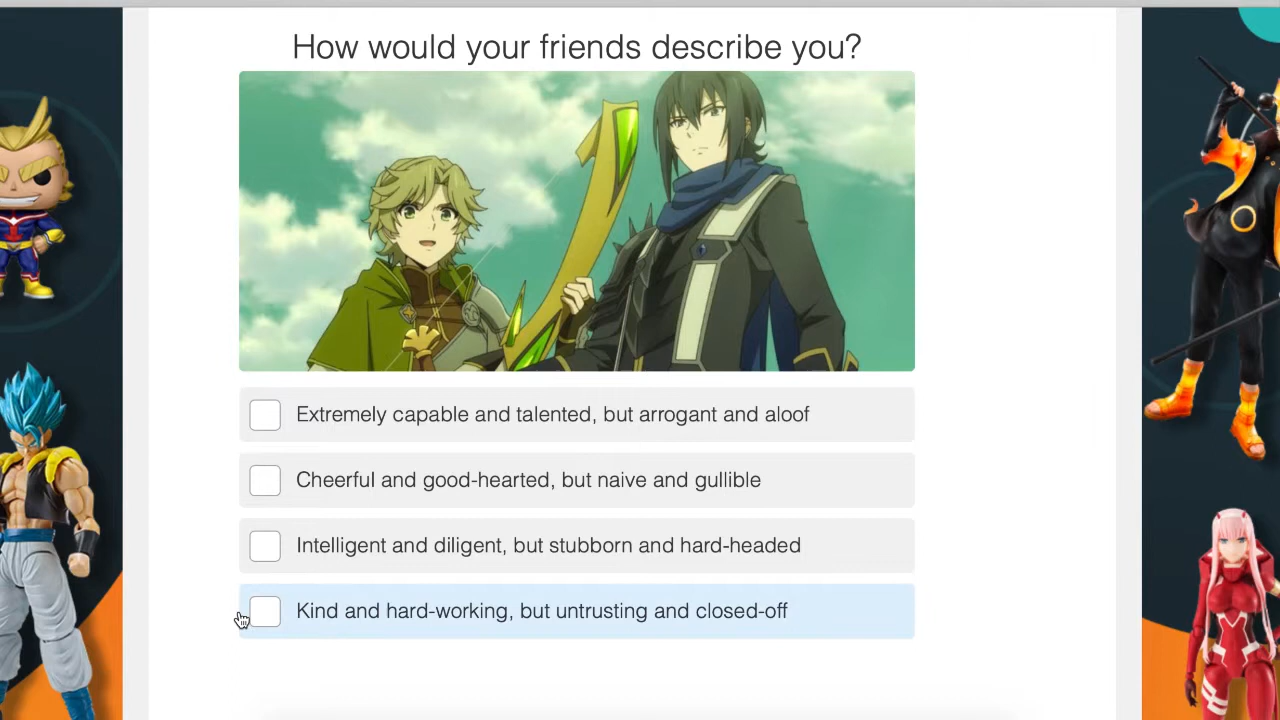 How would your friends describe you?
Extremely capable and talented, but arrogant and aloof
Cheerful and good-hearted, but naive and gullible
Intelligent and diligent, but stubborn and hard-headed
Kind and hard-working, but untrusting and closed-off